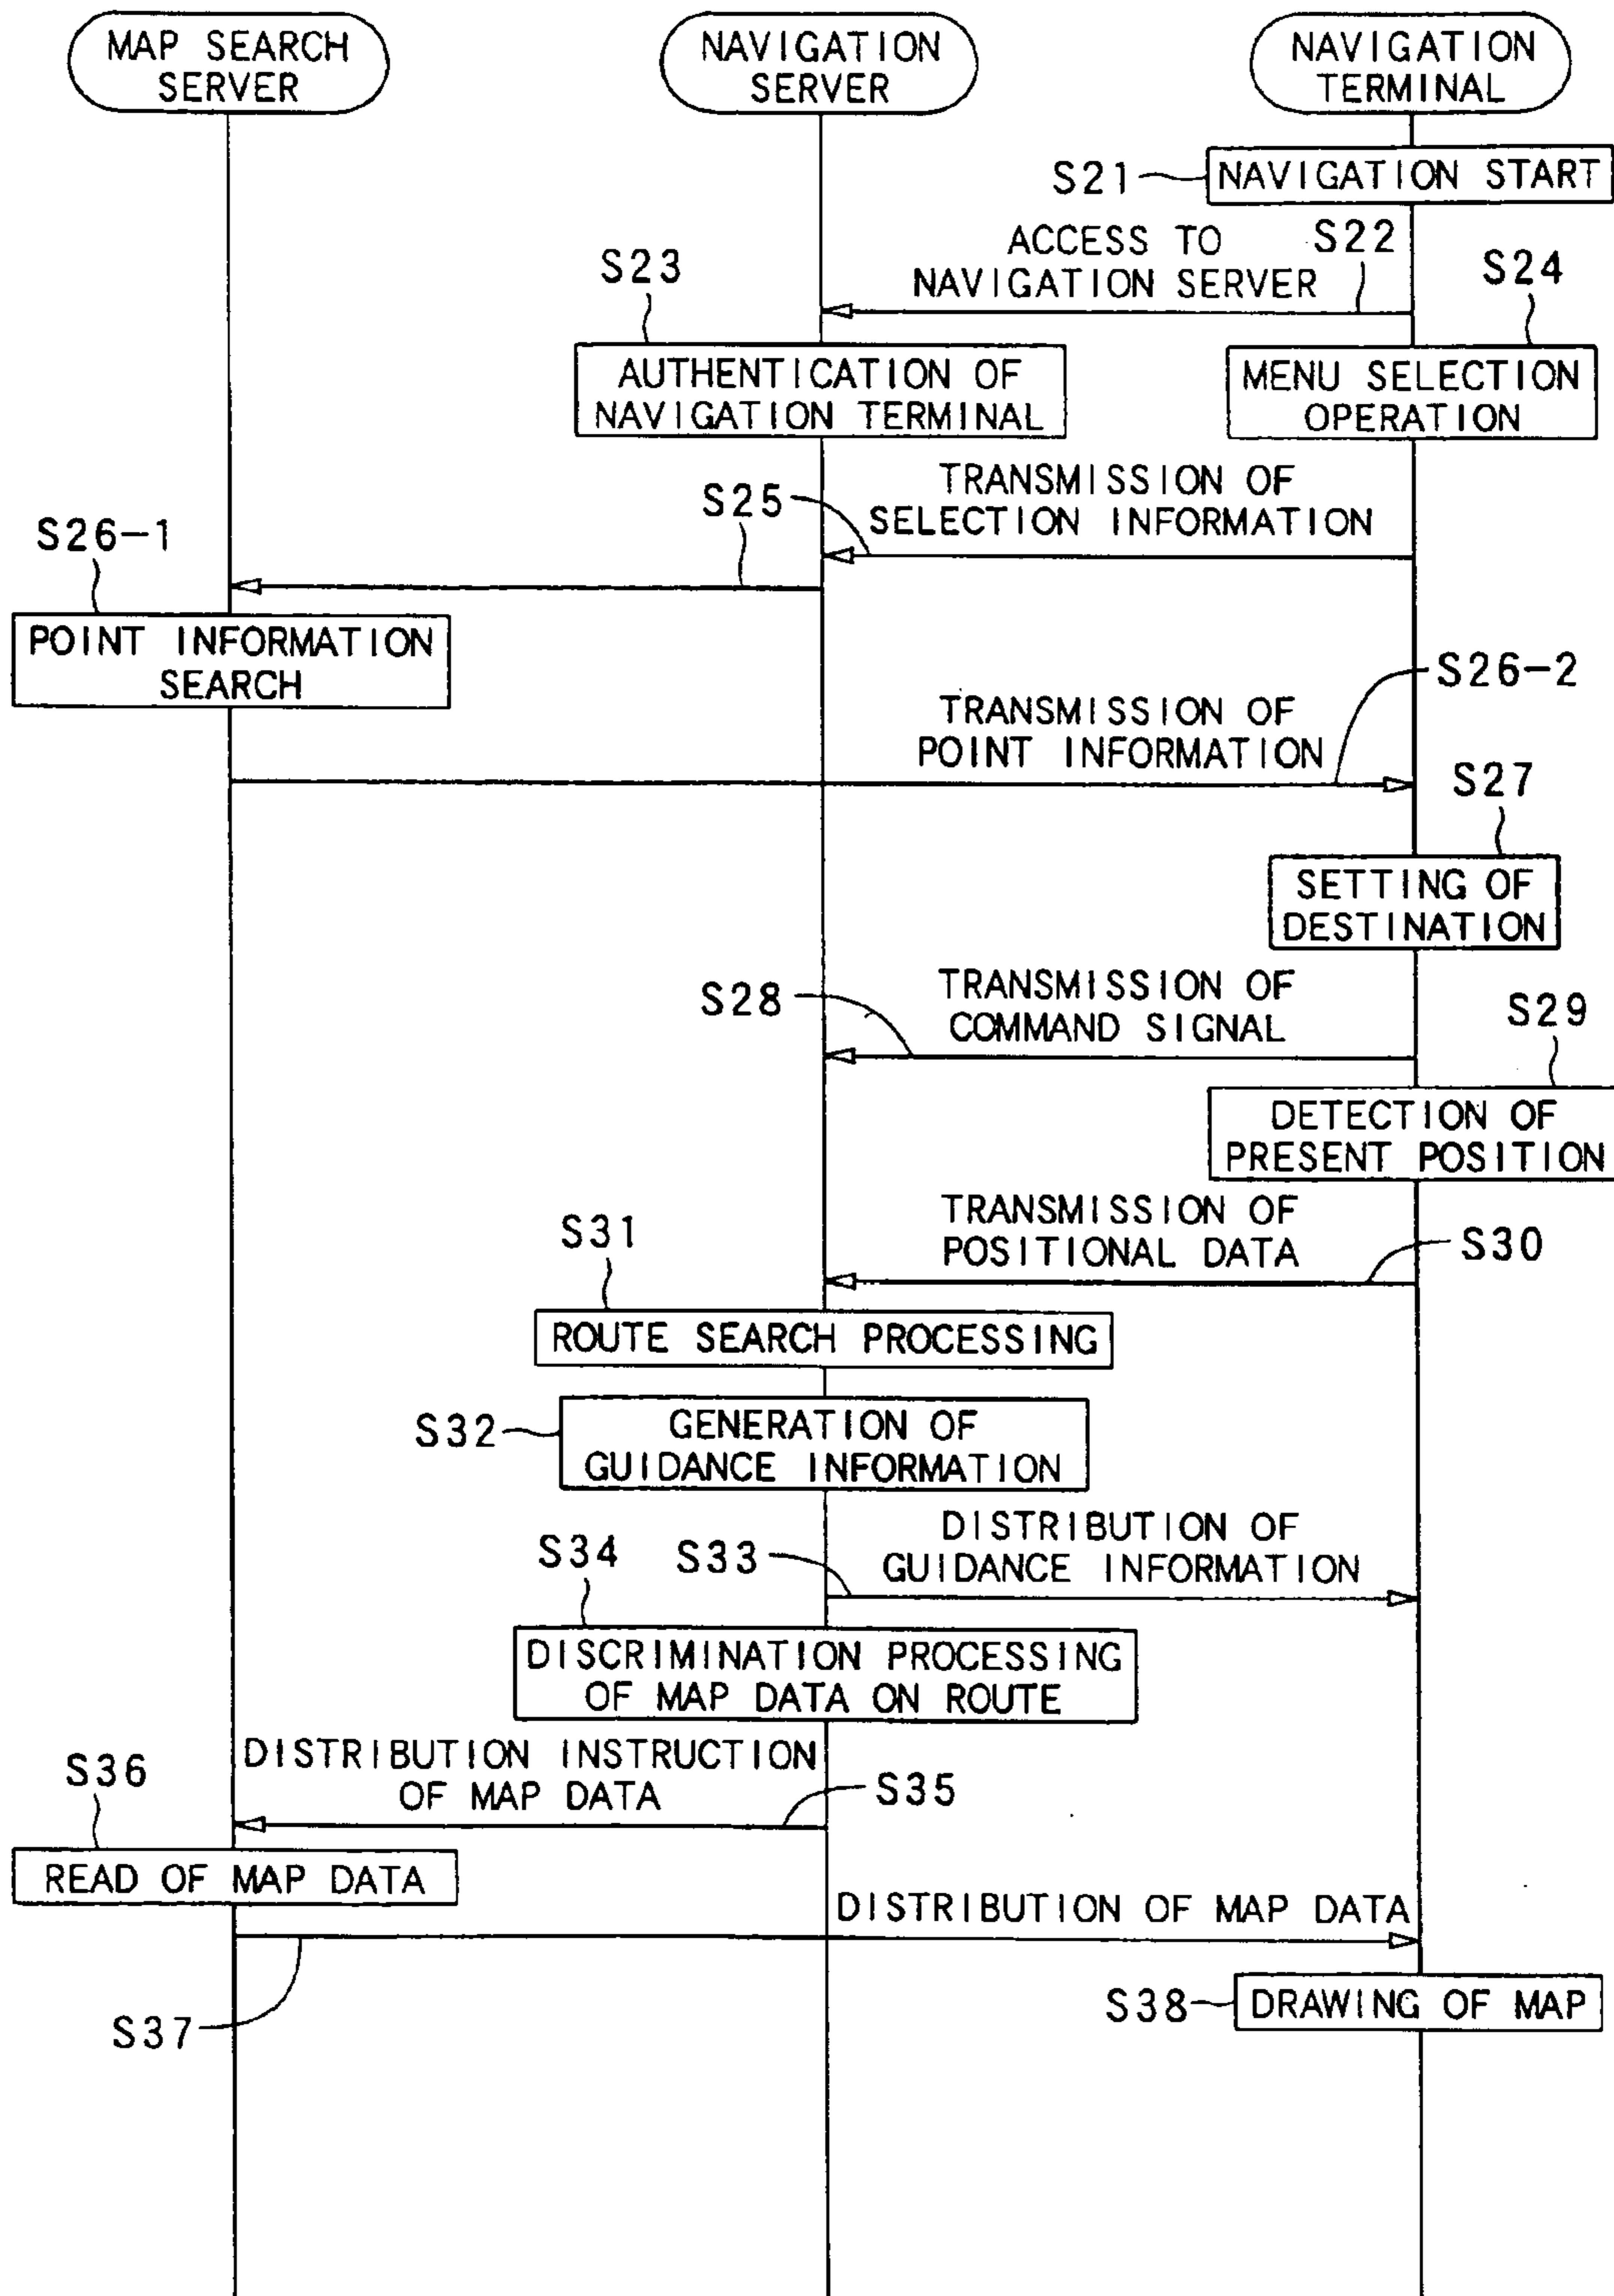 MAP SEARCH
SERVER
NAVIGATION
SERVER
NAVIGATION
TERMINAL
S21
NAVIGATION START
ACCESS TO
NAVIGATION SERVER
S22
S23
S24
AUTHENTICATION OF
NAVIGATION TERMINAL
MENU SELECTION
OPERATION
TRANSMISSION OF
SELECTION INFORMATION
S25
S26-1
POINT INFORMATION
SEARCH
S26-2
TRANSMISSION OF
POINT INFORMATION
S27
SETTING OF
DESTINATION
S28
TRANSMISSION OF
COMMAND SIGNAL
S29
DETECTION OF
PRESENT POSITION
TRANSMISSION OF
POSITIONAL DATA
S30
S31
ROUTE SEARCH PROCESSING
S32
GENERATION OF
GUIDANCE INFORMATION
DISTRIBUTION OF
GUIDANCE INFORMATION
S34
S33
DISCRIMINATION PROCESSING
OF MAP DATA ON ROUTE
DISTRIBUTION INSTRUCTION
OF MAP DATA
S35
S36
READ OF MAP DATA
DISTRIBUTION OF MAP DATA
S37
S38
DRAWING OF MAP